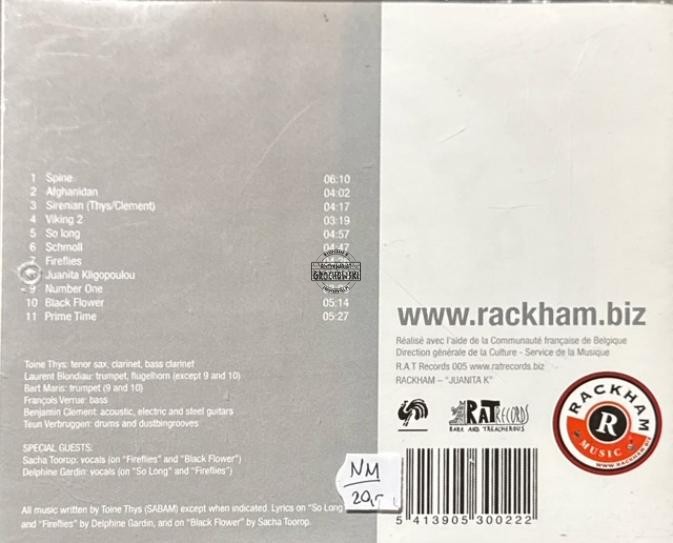 1 Spine 06:10
2 Afghanidan 04:02
3 Sirenian (Thys/Clement) 04:17
4 Viking 2 03:19
5 So long 04:57
6 Schmoll 04:47
7 Fireflies
Juanita Kligopoulou
9 Number One
10 Black Flower 05:14
11 Prime Time 05:27
GROCHOWSKI
Toine Thys: tenor sax, clarinet, bass clarinet
Laurent Blondiau: trumpet, flugelhorn (except 9 and 10)
Bart Maris: trumpet (9 and 10)
François Verrue: bass
Benjamin Clement: acoustic, electric and steel guitars
Teun Verbruggen: drums and dustbingrooves
SPECIAL GUESTS:
Sacha Toorop: vocals (on "Fireflies" and "Black Flower")
Delphine Gardin: vocals (on "So Long" and "Fireflies")
All music written by Toine Thys (SABAM) except when indicated. Lyrics on "So Long
and "Fireflies by Delphine Gardin, and on "Black Flower" by Sacha Toorop.
www.rackham.biz
Réalisé avec l'aide de la Communauté française de Belgique
Direction générale de la Culture - Service de la Musique
R.A.T Records 005 www.ratrecords.biz
RACKHAM – "JUANITA K"
RAT RECORDS
RARE AND TREACHEROUS
RACKHAM
R
MUSIC
WWW.RACKHAM.BIZ
NM
20,-
5 413905 300222